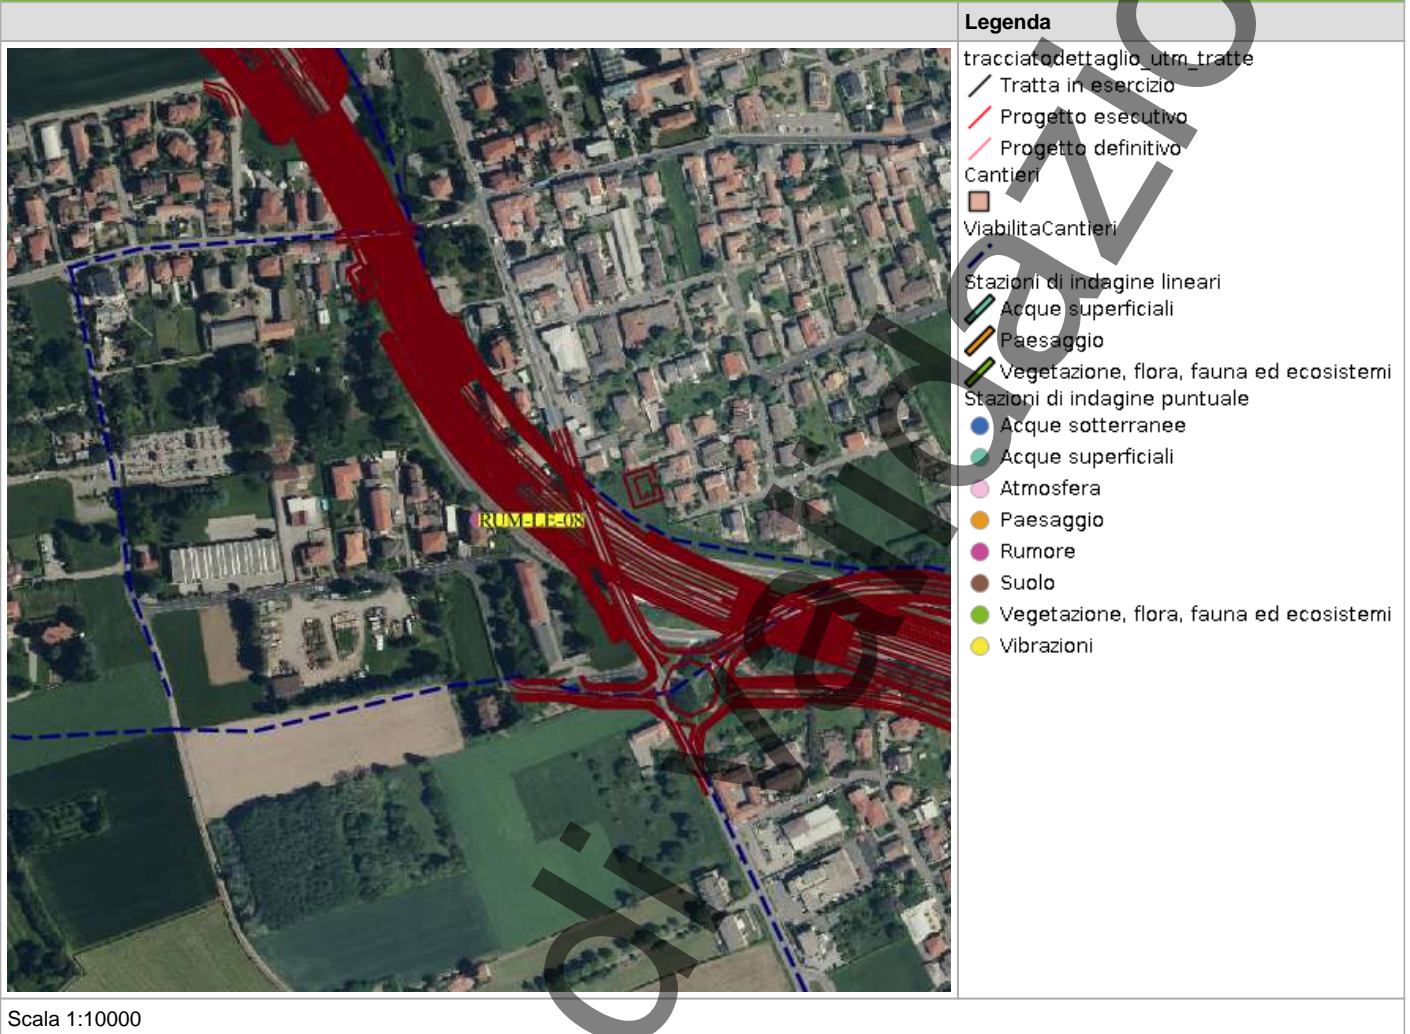 Legenda
tracciatodettaglio_utm_tratte
Tratta in esercizio
Progetto esecutivo
Progetto definitivo
Cantieri
ViabilitaCantieri
Stazioni di indagine lineari
Acque superficiali
Paesaggio
Vegetazione, flora, fauna ed ecosistemi
Stazioni di indagine puntuale
Acque sotterranee
Acque superficiali
Atmosfera
Paesaggio
Rumore
Suolo
Vegetazione, flora, fauna ed ecosistemi
Vibrazioni
RUM-LE-08
Scala 1:10000